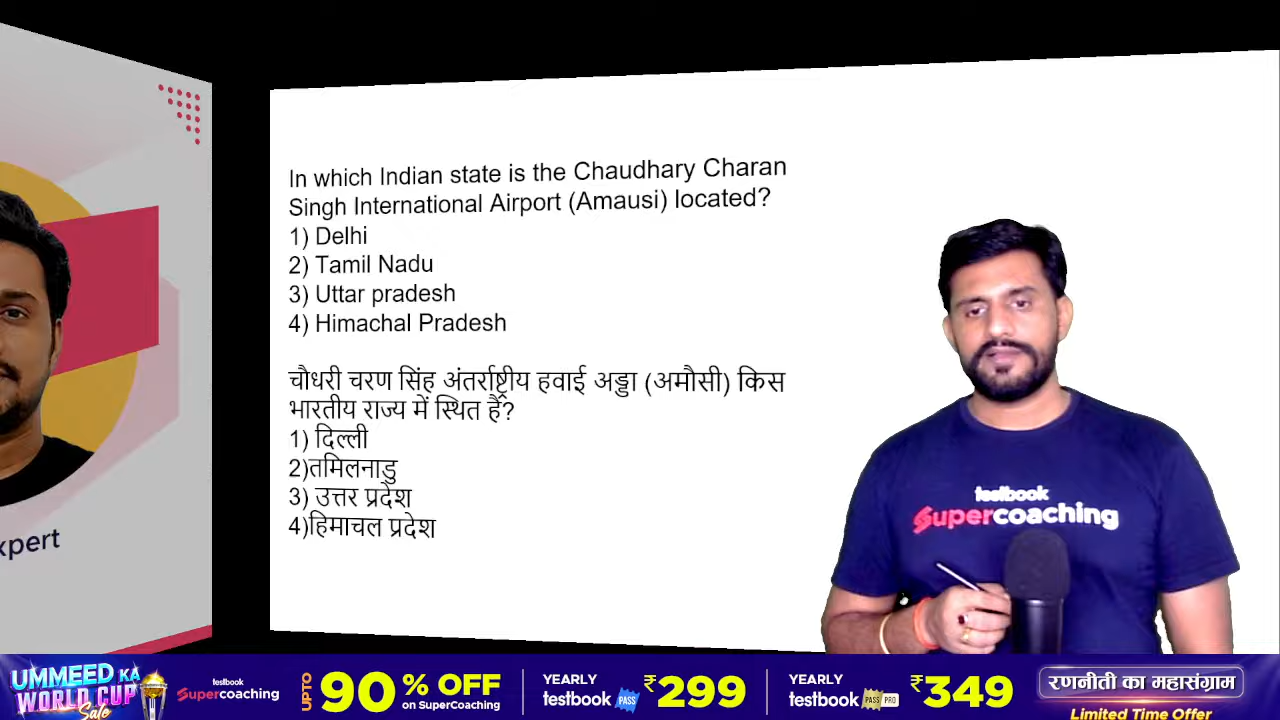 In which Indian state is the Chaudhary Charan
Singh International Airport (Amausi) located?
1) Delhi
2) Tamil Nadu
3) Uttar pradesh
4) Himachal Pradesh
चौधरी चरण सिंह अंतर्राष्ट्रीय हवाई अड्डा (अमौसी) किस
भारतीय राज्य में स्थित है?
1) दिल्ली
2)तमिलनाडु
3) उत्तर प्रदेश
4)हिमाचल प्रदेश
testbook
Supercoaching
UMMEED KA
WORLD CUP
Sale
testbook
Supercoaching
UPTO
90% OFF
on SuperCoaching
YEARLY
testbook PASS
₹299
YEARLY
testbook PASS PRO
₹349
रणनीती का महासंग्राम
Limited Time Offer